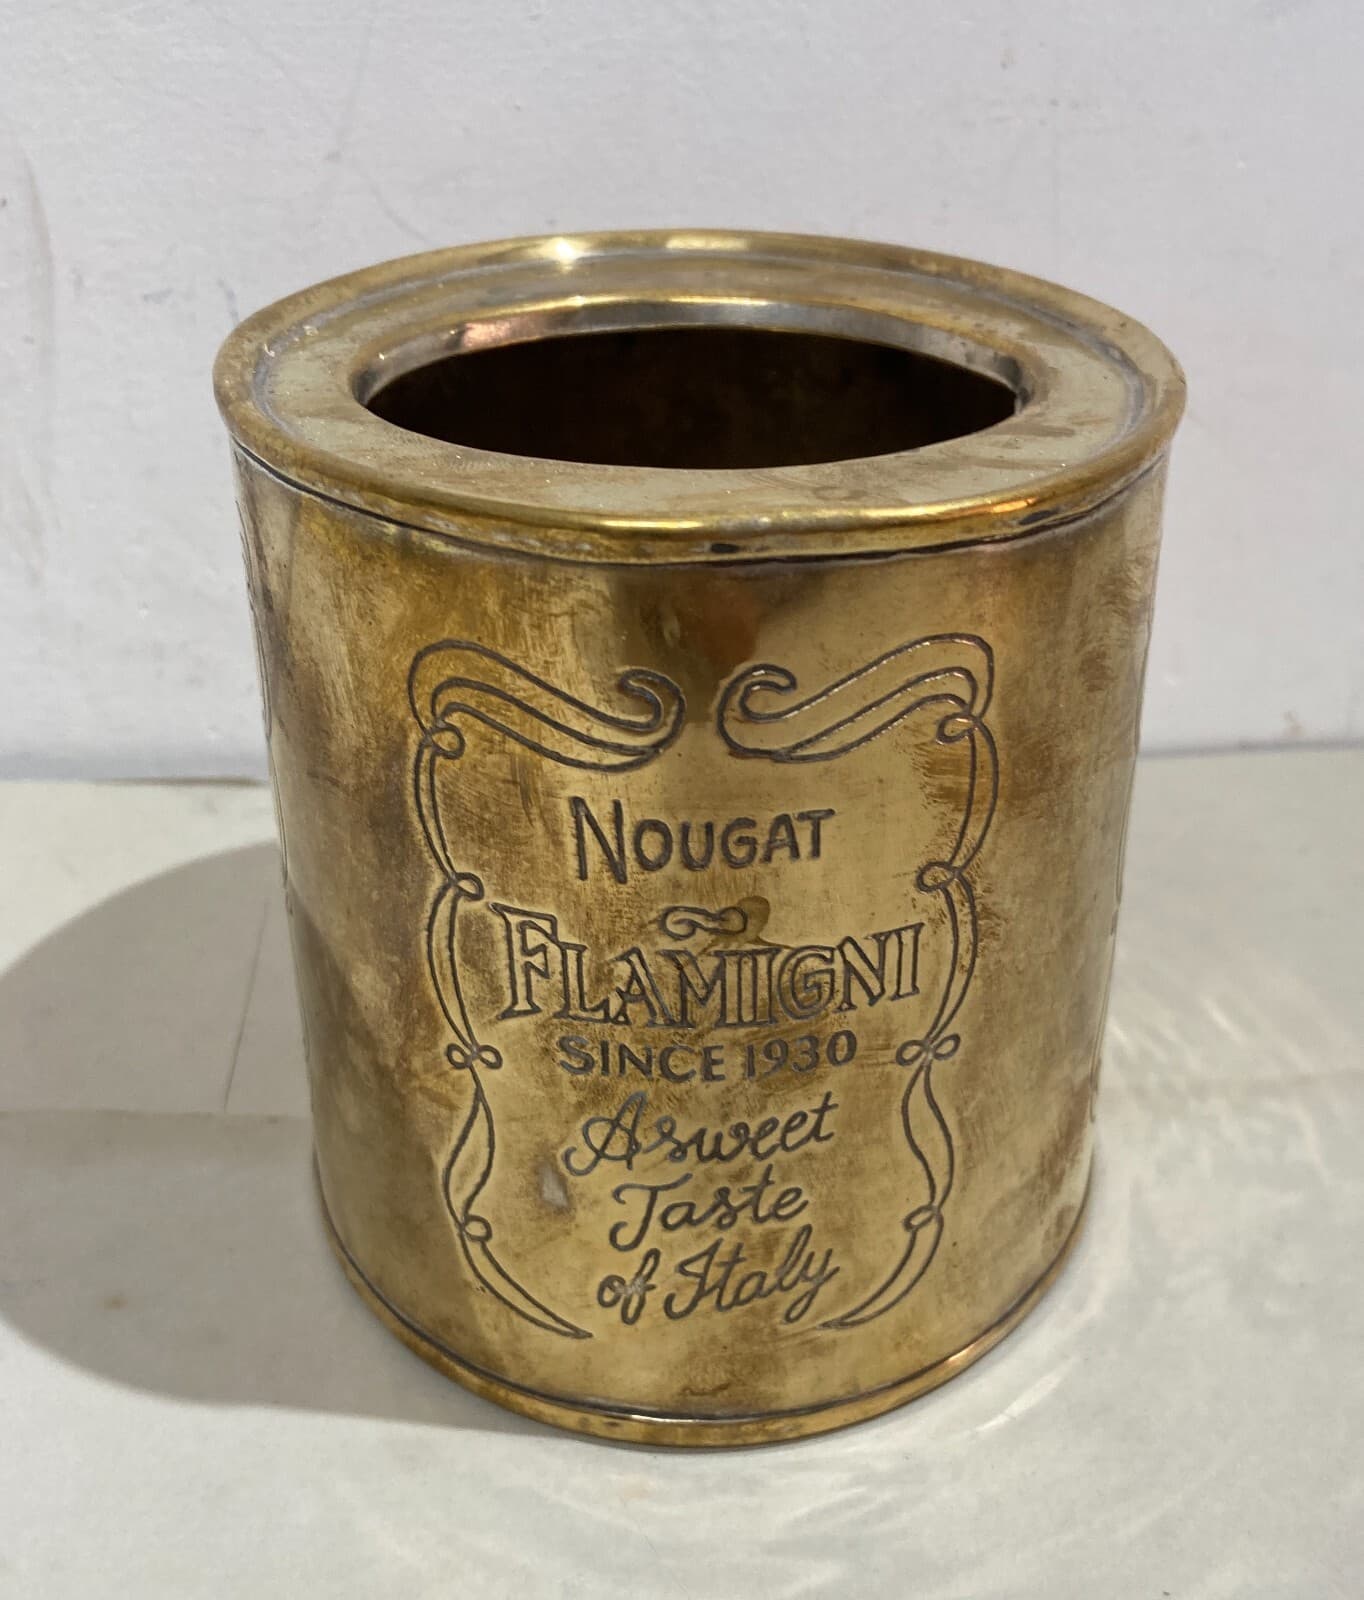 NOUGAT
FLAMIGNI
SINCE 1930
A sweet
Taste
of Italy